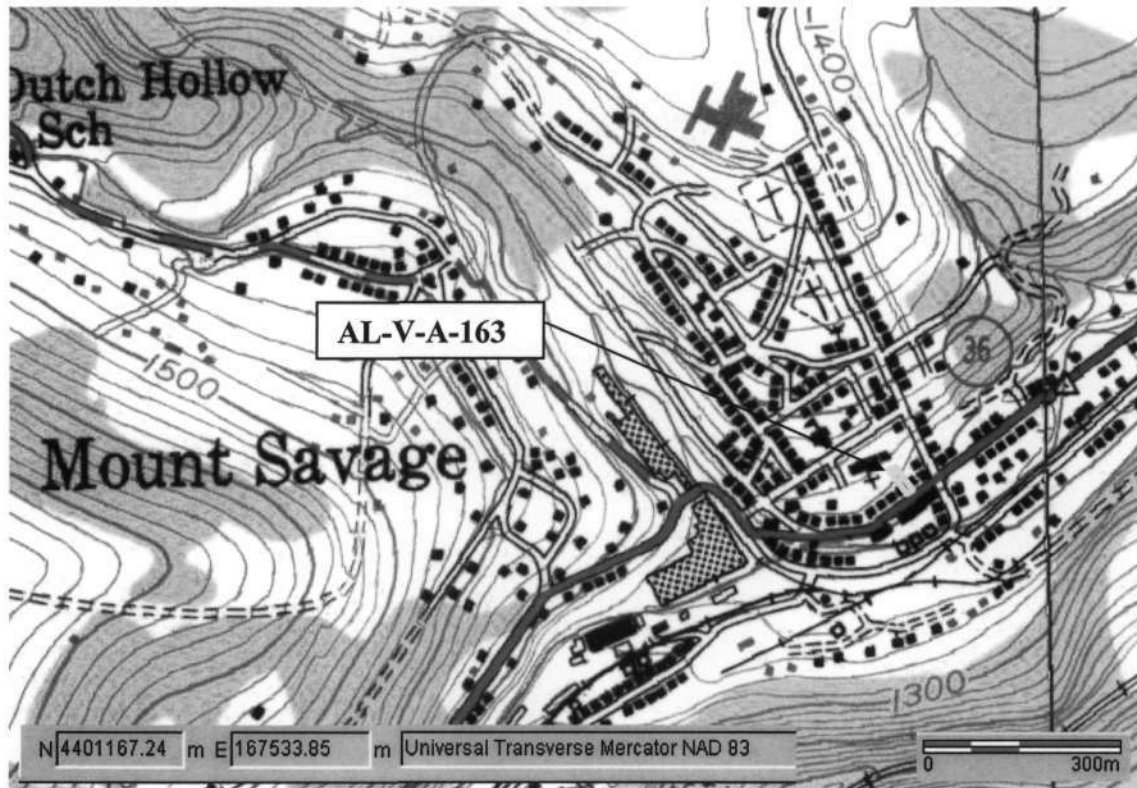 1400
Dutch Hollow
Sch
AL-V-A-163
36
1500
Mount Savage
1300
N 4401167.24 m E 167533.85 m Universal Transverse Mercator NAD 83
0 300m